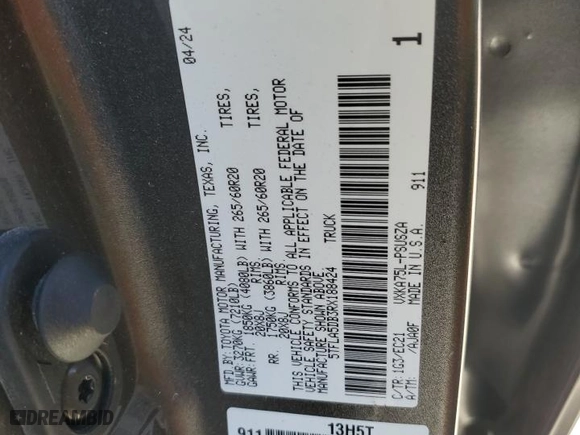 MFD. BY: TOYOTA MOTOR MANUFACTURING, TEXAS, INC. 04/24
GVWR 3270KG (7210LB)
GAWR: FRT. 1850KG (4080LB) WITH 265/60R20 TIRES,
20X8J RIMS
RR. 1750KG (3860LB) WITH 265/60R20 TIRES,
20X8J RIMS
THIS VEHICLE CONFORMS TO ALL APPLICABLE FEDERAL MOTOR
VEHICLE SAFETY STANDARDS IN EFFECT ON THE DATE OF
MANUFACTURE SHOWN ABOVE.
5TFLA5DB3RX188424 TRUCK
C/TR:1G3/EC21 VXKA75L-PSUSZA 911
A/TM: /AJA0F MADE IN U.S.A.
1
911 13H5T
DREAMBID